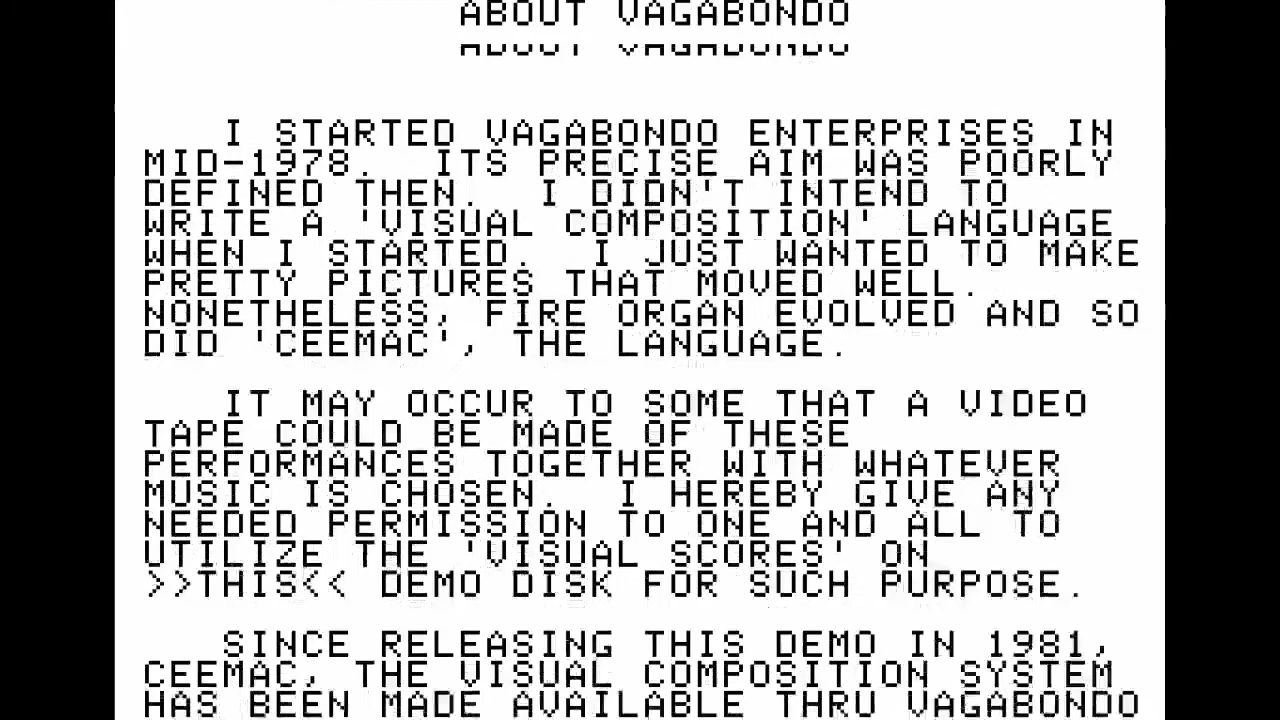 ABOUT VAGABONDO
ABOUT VAGABONDO
I STARTED VAGABONDO ENTERPRISES IN
MID-1978. ITS PRECISE AIM WAS POORLY
DEFINED THEN. I DIDN'T INTEND TO
WRITE A 'VISUAL COMPOSITION' LANGUAGE
WHEN I STARTED. I JUST WANTED TO MAKE
PRETTY PICTURES THAT MOVED WELL.
NONETHELESS, FIRE ORGAN EVOLVED AND SO
DID 'CEEMAC', THE LANGUAGE.
IT MAY OCCUR TO SOME THAT A VIDEO
TAPE COULD BE MADE OF THESE
PERFORMANCES TOGETHER WITH WHATEVER
MUSIC IS CHOSEN. I HEREBY GIVE ANY
NEEDED PERMISSION TO ONE AND ALL TO
UTILIZE THE 'VISUAL SCORES' ON
>>THIS<< DEMO DISK FOR SUCH PURPOSE.
SINCE RELEASING THIS DEMO IN 1981,
CEEMAC, THE VISUAL COMPOSITION SYSTEM
HAS BEEN MADE AVAILABLE THRU VAGABONDO